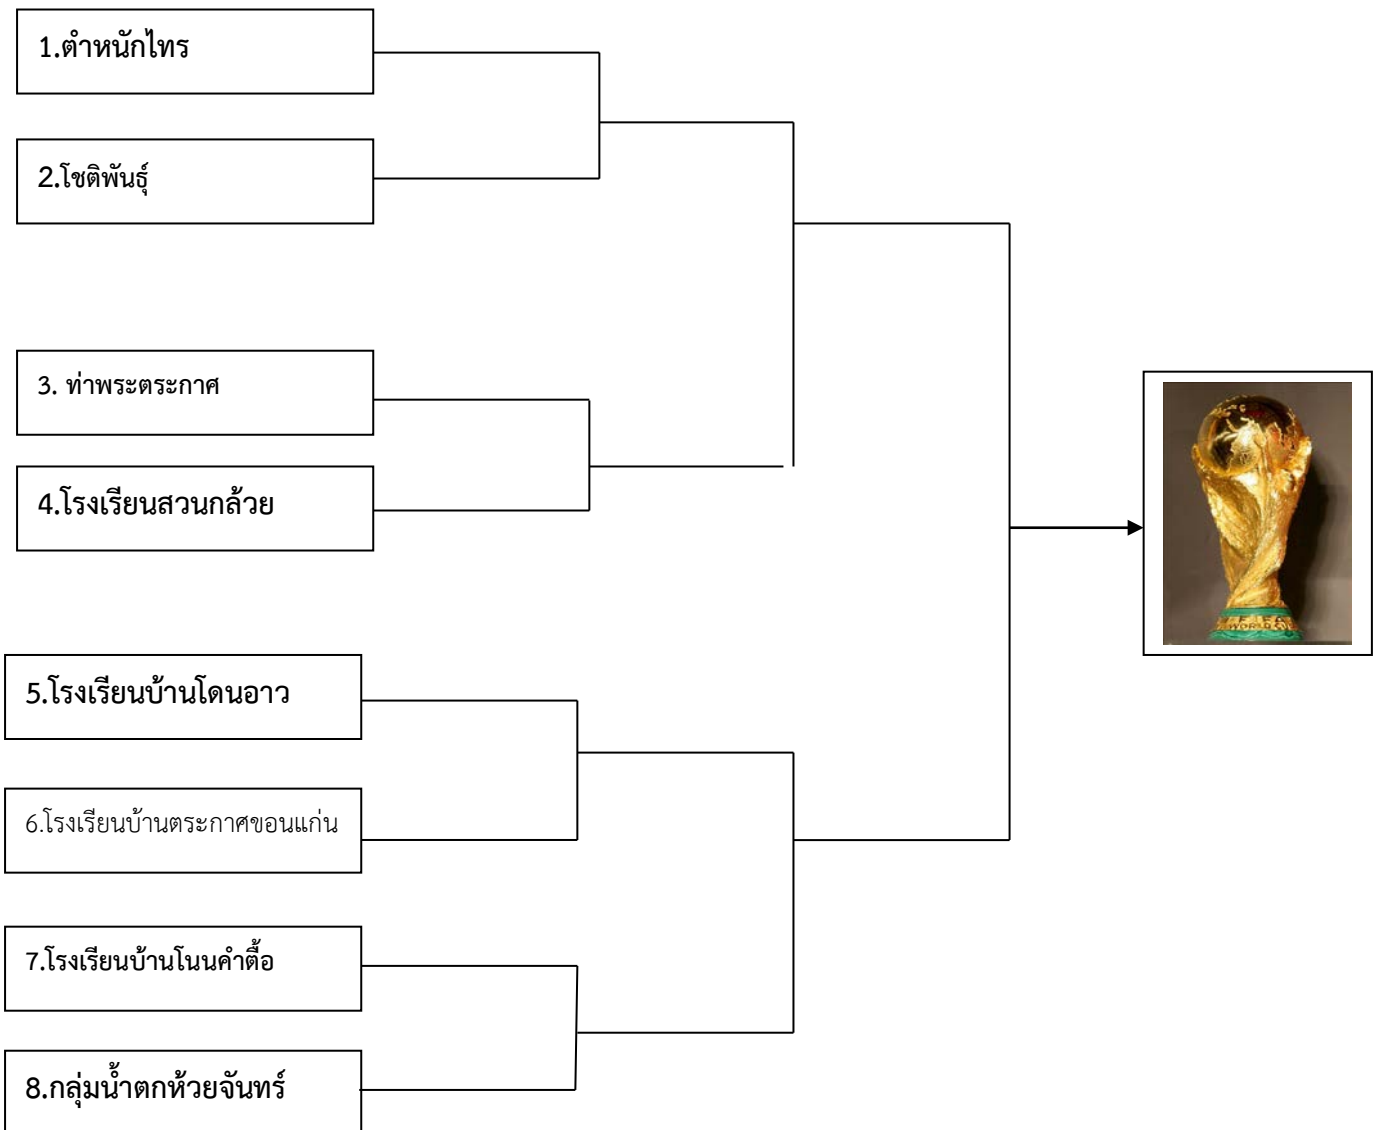 1.ตำหนักไทร
2.โชติพันธุ์
3. ท่าพระตระกาศ
4.โรงเรียนสวนกล้วย
5.โรงเรียนบ้านโดนอาว
6.โรงเรียนบ้านตระกาศขอนแก่น
7.โรงเรียนบ้านโนนคำตื้อ
8.กลุ่มน้ำตกห้วยจันทร์